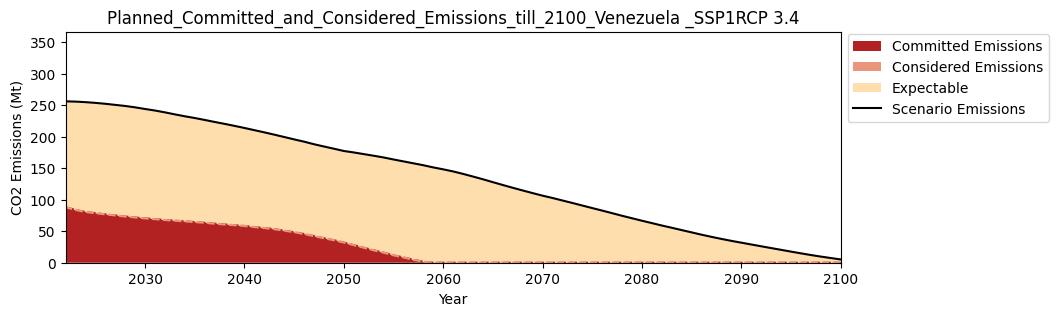 Planned_Committed_and_Considered_Emissions_till_2100_Venezuela _SSP1RCP 3.4
350
300
250
200
150
100
50
0
CO2 Emissions (Mt)
2030 2040 2050 2060 2070 2080 2090 2100
Year
Committed Emissions
Considered Emissions
Expectable
Scenario Emissions